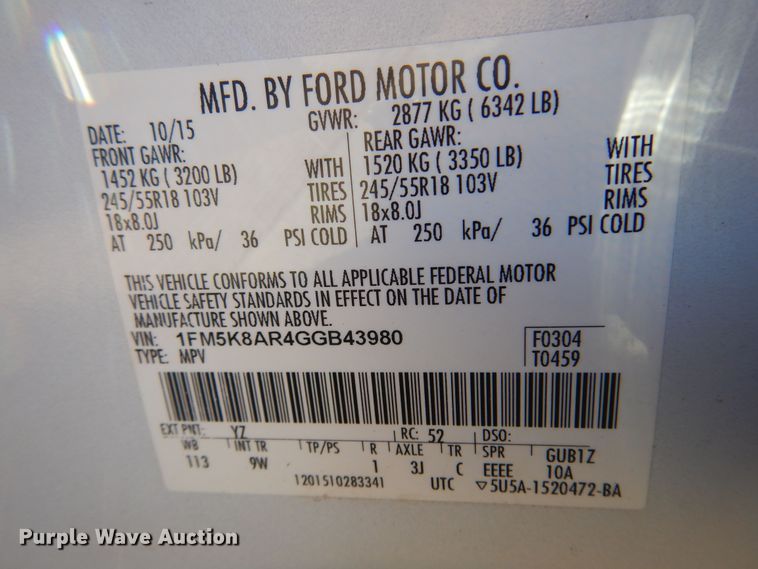 MFD. BY FORD MOTOR CO.
DATE: 10/15 GVWR: 2877 KG ( 6342 LB)
FRONT GAWR: REAR GAWR:
1452 KG ( 3200 LB) WITH 1520 KG ( 3350 LB) WITH
245/55R18 103V TIRES 245/55R18 103V TIRES
18x8.0J RIMS 18x8.0J RIMS
AT 250 kPa/ 36 PSI COLD AT 250 kPa/ 36 PSI COLD
THIS VEHICLE CONFORMS TO ALL APPLICABLE FEDERAL MOTOR
VEHICLE SAFETY STANDARDS IN EFFECT ON THE DATE OF
MANUFACTURE SHOWN ABOVE.
VIN: 1FM5K8AR4GGB43980 F0304
TYPE: MPV T0459
EXT PNT: YZ RC: 52 DSO:
WB INT TR TP/PS R AXLE TR SPR GUB1Z
113 9W 1 3J C EEEE 10A
1201510283341 UTC ▽5U5A-1520472-BA
Purple Wave Auction